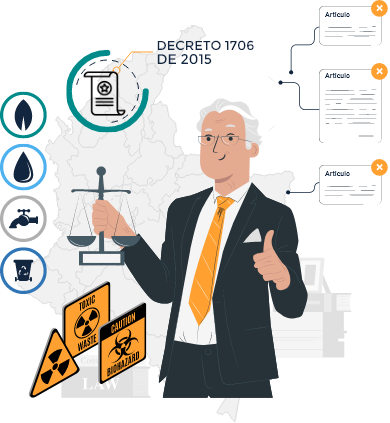 DECRETO 1706
DE 2015
Artículo
Artículo
Artículo
TOXIC
WASTE
CAUTION
BIOHAZARD
LAW